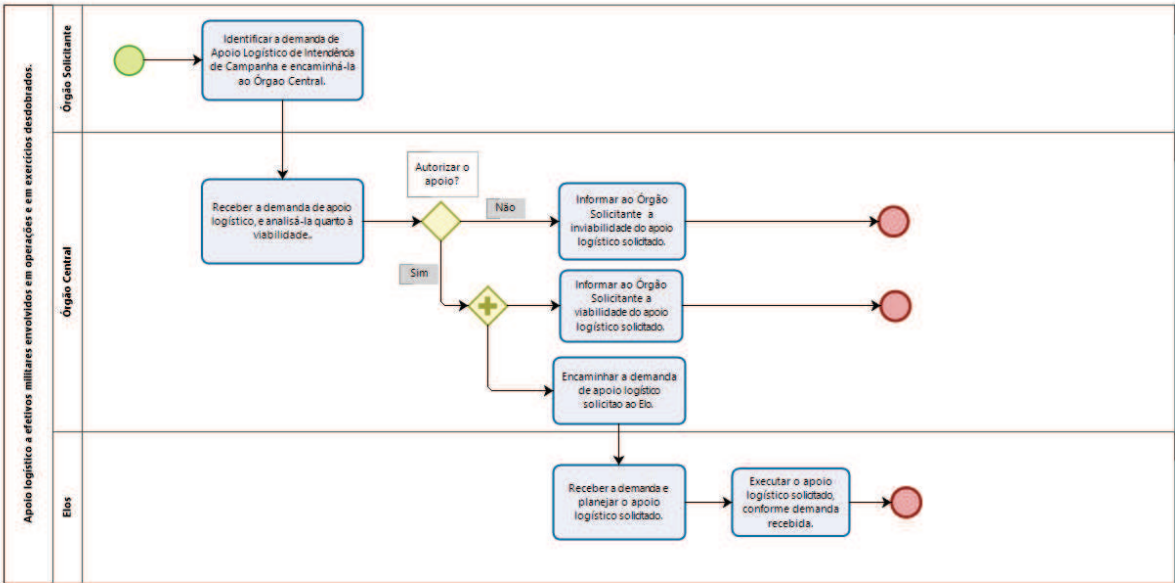 Apoio logístico a efetivos militares envolvidos em operações e em exercícios desdobrados.
Órgão Solicitante
Identificar a demanda de
Apoio Logístico de Intendência
de Campanha e encaminhá-la
ao Órgao Central.
Órgão Central
Receber a demanda de apoio
logístico, e analisá-la quanto à
viabilidade..
Autorizar o
apoio?
Não
Informar ao Órgão
Solicitante a
inviabilidade do apoio
logístico solicitado.
Sim
Informar ao Órgão
Solicitante a
viabilidade do apoio
logístico solicitado.
Encaminhar a demanda
de apoio logístico
solicitao ao Elo.
Elos
Receber a demanda e
planejar o apoio
logístico solicitado.
Executar o apoio
logístico solicitado,
conforme demanda
recebida.